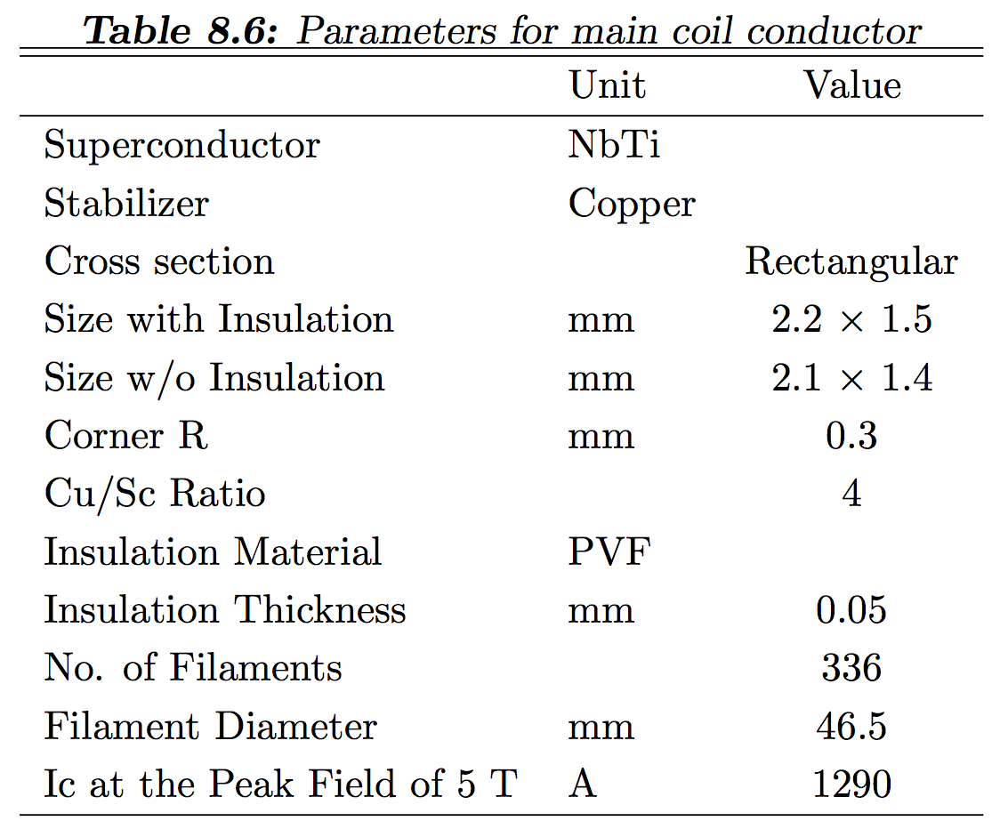 Table 8.6: Parameters for main coil conductor
Unit Value
Superconductor NbTi
Stabilizer Copper
Cross section Rectangular
Size with Insulation mm 2.2 × 1.5
Size w/o Insulation mm 2.1 × 1.4
Corner R mm 0.3
Cu/Sc Ratio 4
Insulation Material PVF
Insulation Thickness mm 0.05
No. of Filaments 336
Filament Diameter mm 46.5
Ic at the Peak Field of 5 T A 1290